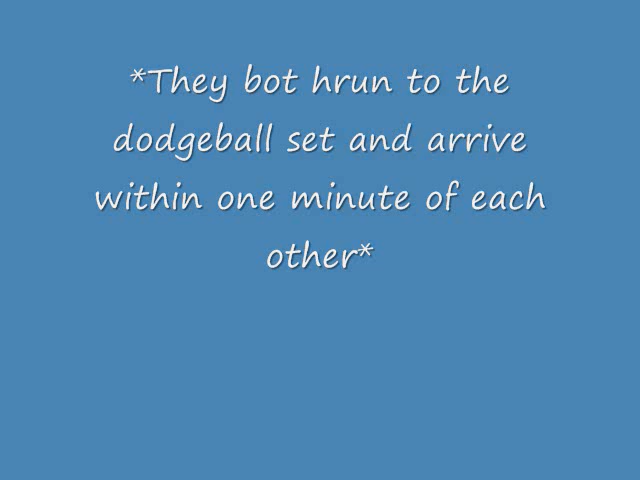 *They bot hrun to the
dodgeball set and arrive
within one minute of each
other*